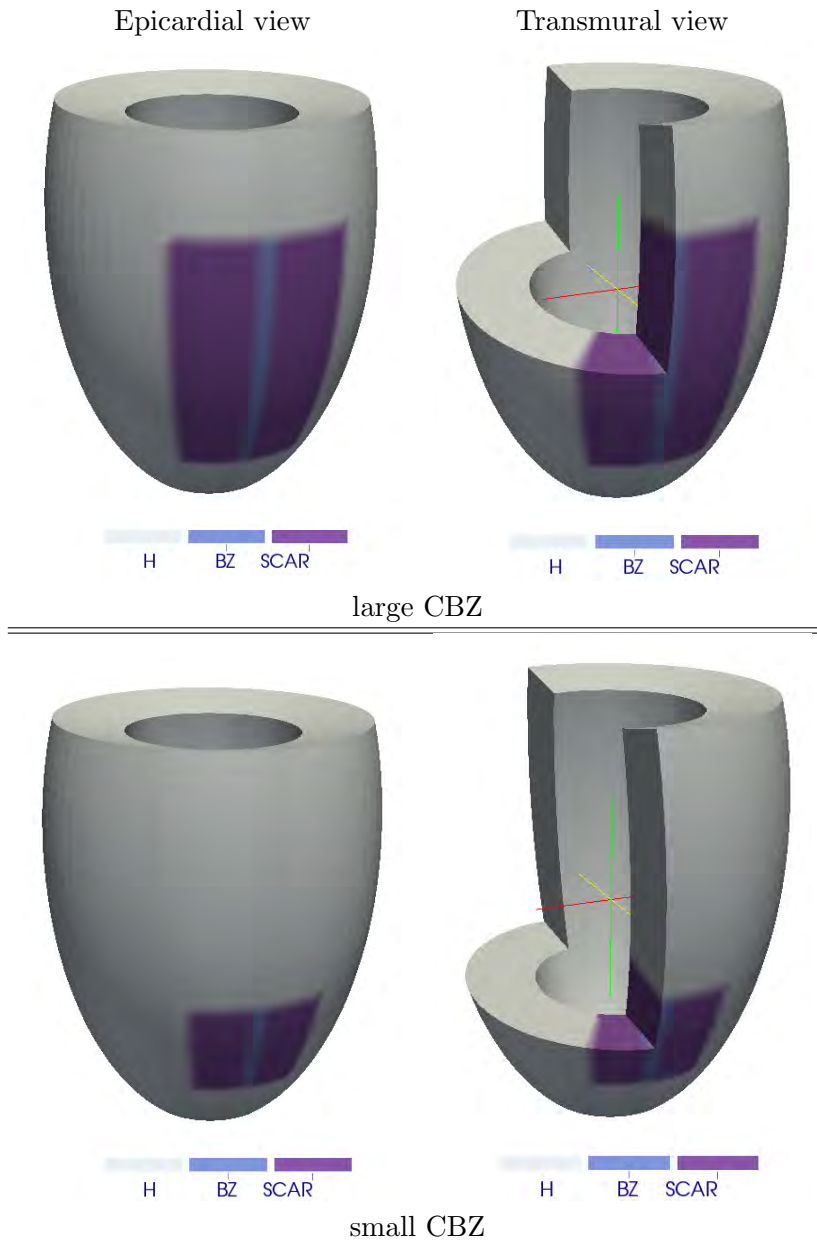 Epicardial view Transmural view
H BZ SCAR H BZ SCAR
large CBZ
H BZ SCAR H BZ SCAR
small CBZ